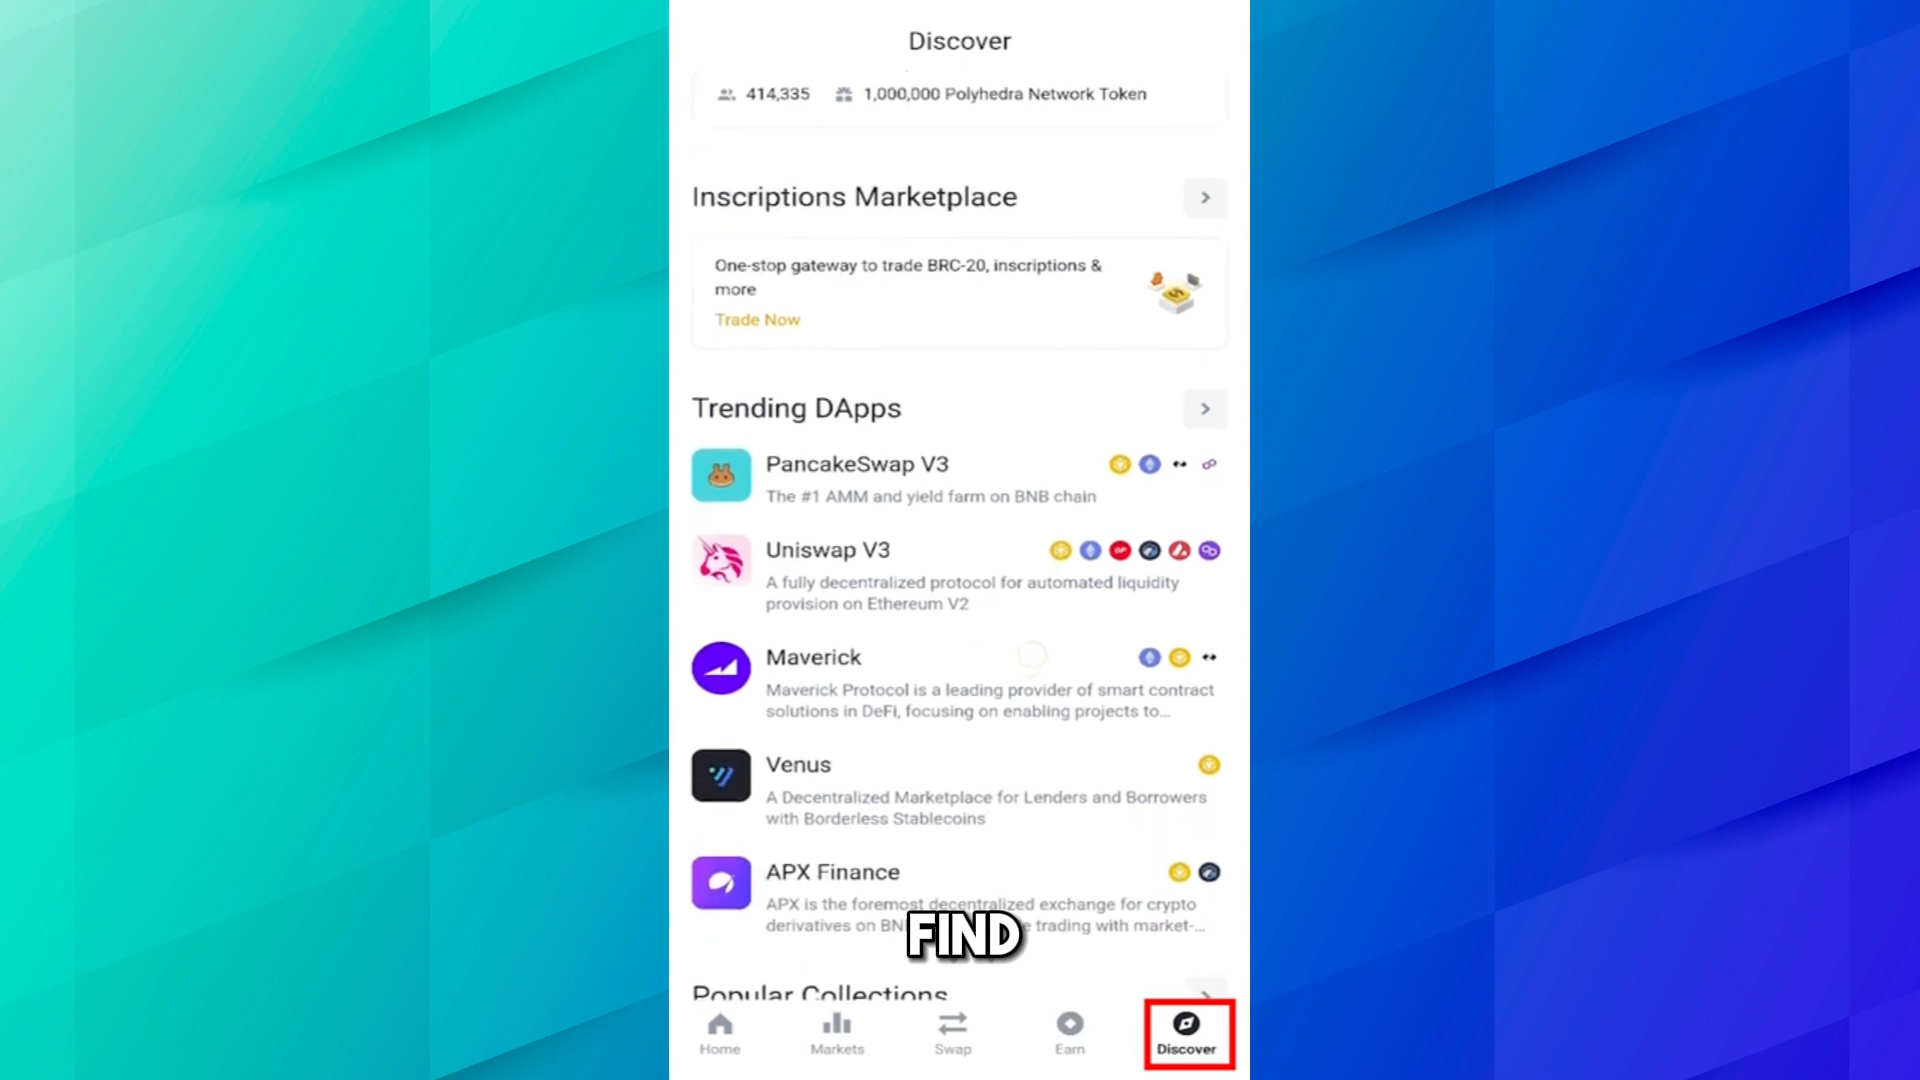 Discover
414,335 1,000,000 Polyhedra Network Token
Inscriptions Marketplace
One-stop gateway to trade BRC-20, inscriptions &
more
Trade Now
Trending DApps
PancakeSwap V3
The #1 AMM and yield farm on BNB chain
Uniswap V3
A fully decentralized protocol for automated liquidity
provision on Ethereum V2
Maverick
Maverick Protocol is a leading provider of smart contract
solutions in DeFi, focusing on enabling projects to...
Venus
A Decentralized Marketplace for Lenders and Borrowers
with Borderless Stablecoins
APX Finance
APX is the foremost decentralized exchange for crypto
derivatives on trading with market-...
FIND
Popular Collections
Home Markets Swap Earn Discover